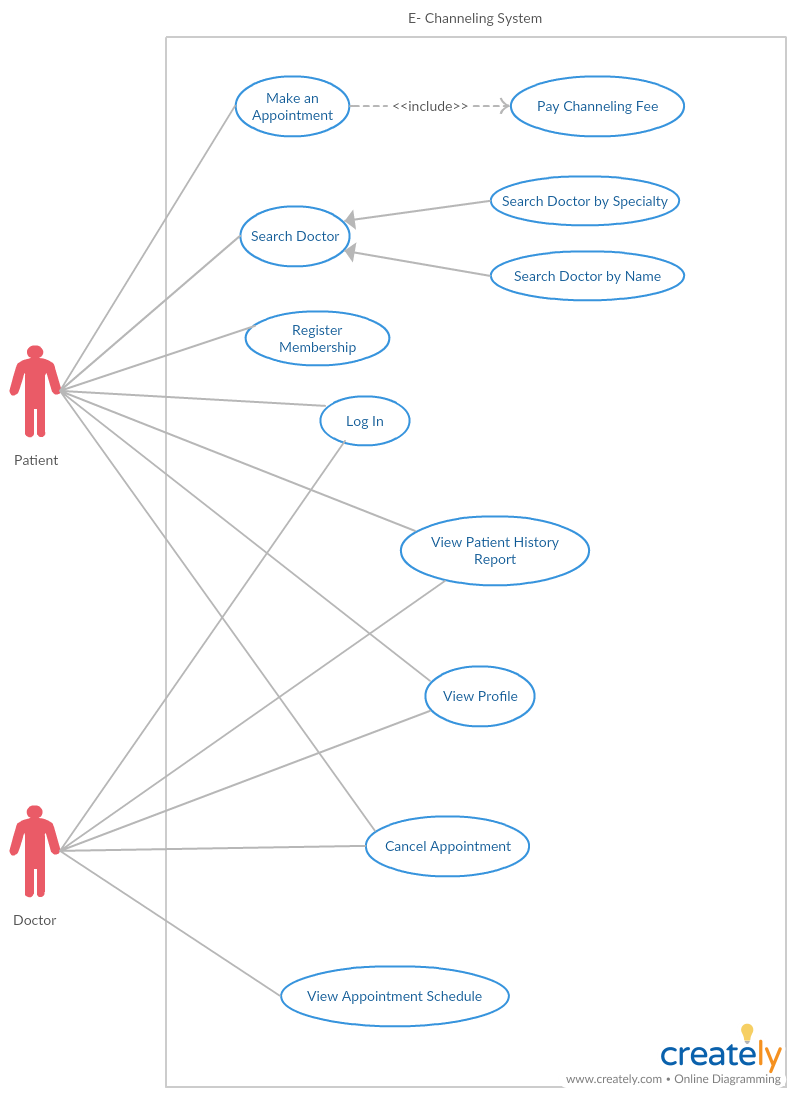 E- Channeling System
Make an
Appointment
<<include>>
Pay Channeling Fee
Search Doctor by Specialty
Search Doctor
Search Doctor by Name
Register
Membership
Log In
Patient
View Patient History
Report
View Profile
Cancel Appointment
Doctor
View Appointment Schedule
creately
www.creately.com • Online Diagramming